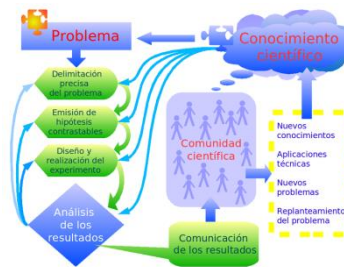 Problema
Conocimiento
científico
Delimitación
precisa
del problema
Emisión de
hipótesis
contrastables
Diseño y
realización del
experimento
Análisis
de los
resultados
Comunidad
científica
Comunicación
de los resultados
Nuevos
conocimientos
Aplicaciones
técnicas
Nuevos
problemas
Replanteamiento
del problema